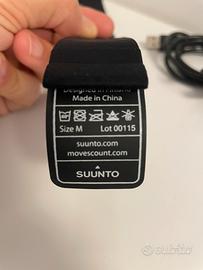 Designed in Finland
Made in China
Size M Lot 00115
suunto.com
movescount.com
SUUNTO
subito